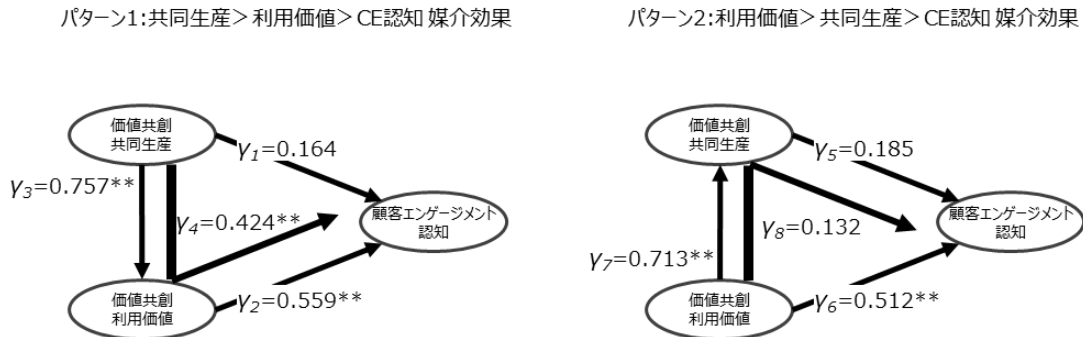 パターン1:共同生産＞利用価値＞CE認知 媒介効果
価値共創
共同生産
γ1=0.164
γ3=0.757**
顧客エンゲージメント
認知
γ4=0.424**
γ2=0.559**
価値共創
利用価値
パターン2:利用価値＞共同生産＞CE認知 媒介効果
価値共創
共同生産
γ5=0.185
顧客エンゲージメント
認知
γ8=0.132
γ7=0.713**
γ6=0.512**
価値共創
利用価値